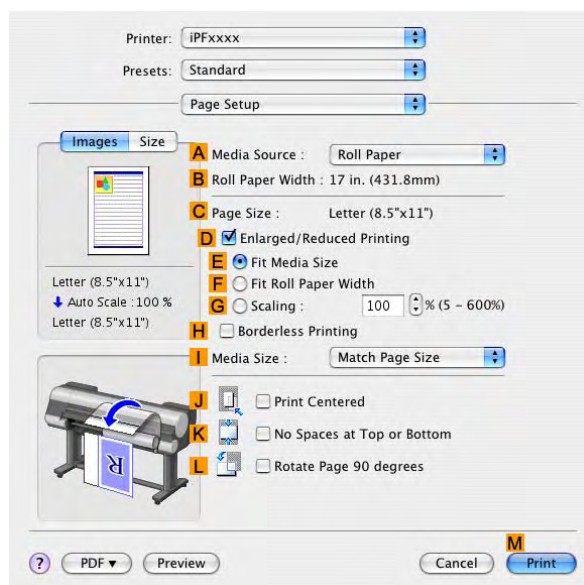 Printer: iPFxxxx
Presets: Standard
Page Setup
Images Size
A Media Source : Roll Paper
B Roll Paper Width : 17 in. (431.8mm)
C Page Size : Letter (8.5"x11")
D Enlarged/Reduced Printing
E Fit Media Size
F Fit Roll Paper Width
G Scaling : 100 % (5 - 600%)
H Borderless Printing
I Media Size : Match Page Size
Letter (8.5"x11")
Auto Scale :100 %
Letter (8.5"x11")
J Print Centered
K No Spaces at Top or Bottom
L Rotate Page 90 degrees
R
M
? PDF ▼ Preview Cancel Print